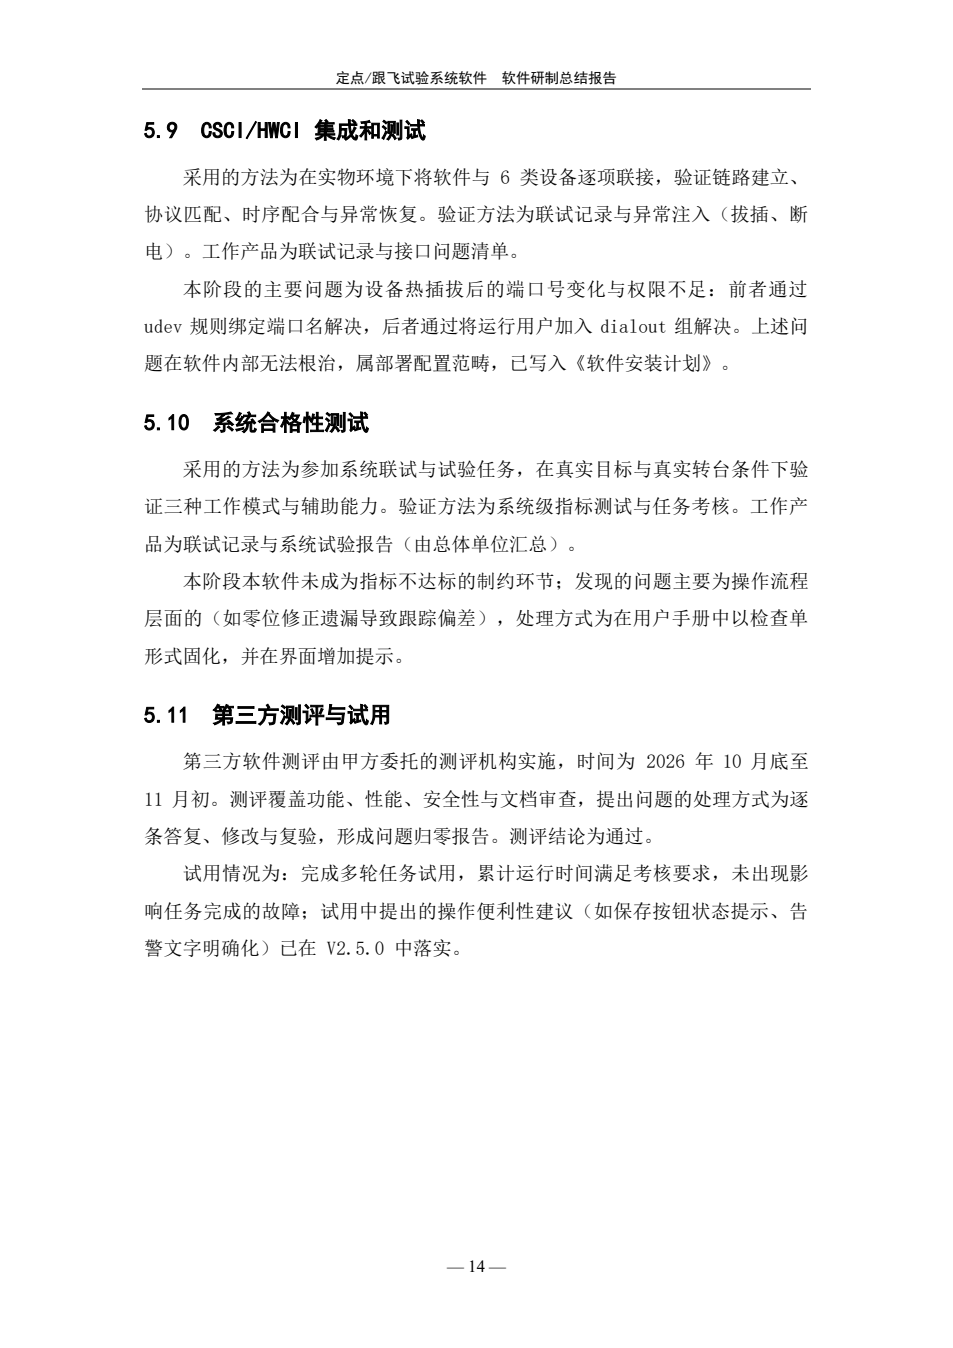 定点/跟飞试验系统软件　软件研制总结报告
5.9　CSCI/HWCI 集成和测试
采用的方法为在实物环境下将软件与 6 类设备逐项联接，验证链路建立、
协议匹配、时序配合与异常恢复。验证方法为联试记录与异常注入（拔插、断
电）。工作产品为联试记录与接口问题清单。
本阶段的主要问题为设备热插拔后的端口号变化与权限不足：前者通过
udev 规则绑定端口名解决，后者通过将运行用户加入 dialout 组解决。上述问
题在软件内部无法根治，属部署配置范畴，已写入《软件安装计划》。
5.10　系统合格性测试
采用的方法为参加系统联试与试验任务，在真实目标与真实转台条件下验
证三种工作模式与辅助能力。验证方法为系统级指标测试与任务考核。工作产
品为联试记录与系统试验报告（由总体单位汇总）。
本阶段本软件未成为指标不达标的制约环节；发现的问题主要为操作流程
层面的（如零位修正遗漏导致跟踪偏差），处理方式为在用户手册中以检查单
形式固化，并在界面增加提示。
5.11　第三方测评与试用
第三方软件测评由甲方委托的测评机构实施，时间为 2026 年 10 月底至
11 月初。测评覆盖功能、性能、安全性与文档审查，提出问题的处理方式为逐
条答复、修改与复验，形成问题归零报告。测评结论为通过。
试用情况为：完成多轮任务试用，累计运行时间满足考核要求，未出现影
响任务完成的故障；试用中提出的操作便利性建议（如保存按钮状态提示、告
警文字明确化）已在 V2.5.0 中落实。
— 14 —